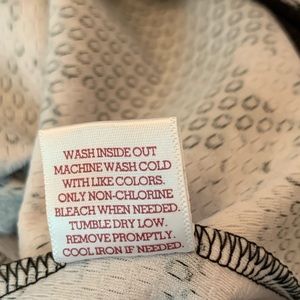 WASH INSIDE OUT
MACHINE WASH COLD
WITH LIKE COLORS.
ONLY NON-CHLORINE
BLEACH WHEN NEEDED.
TUMBLE DRY LOW.
REMOVE PROMPTLY.
COOL IRON IF NEEDED.